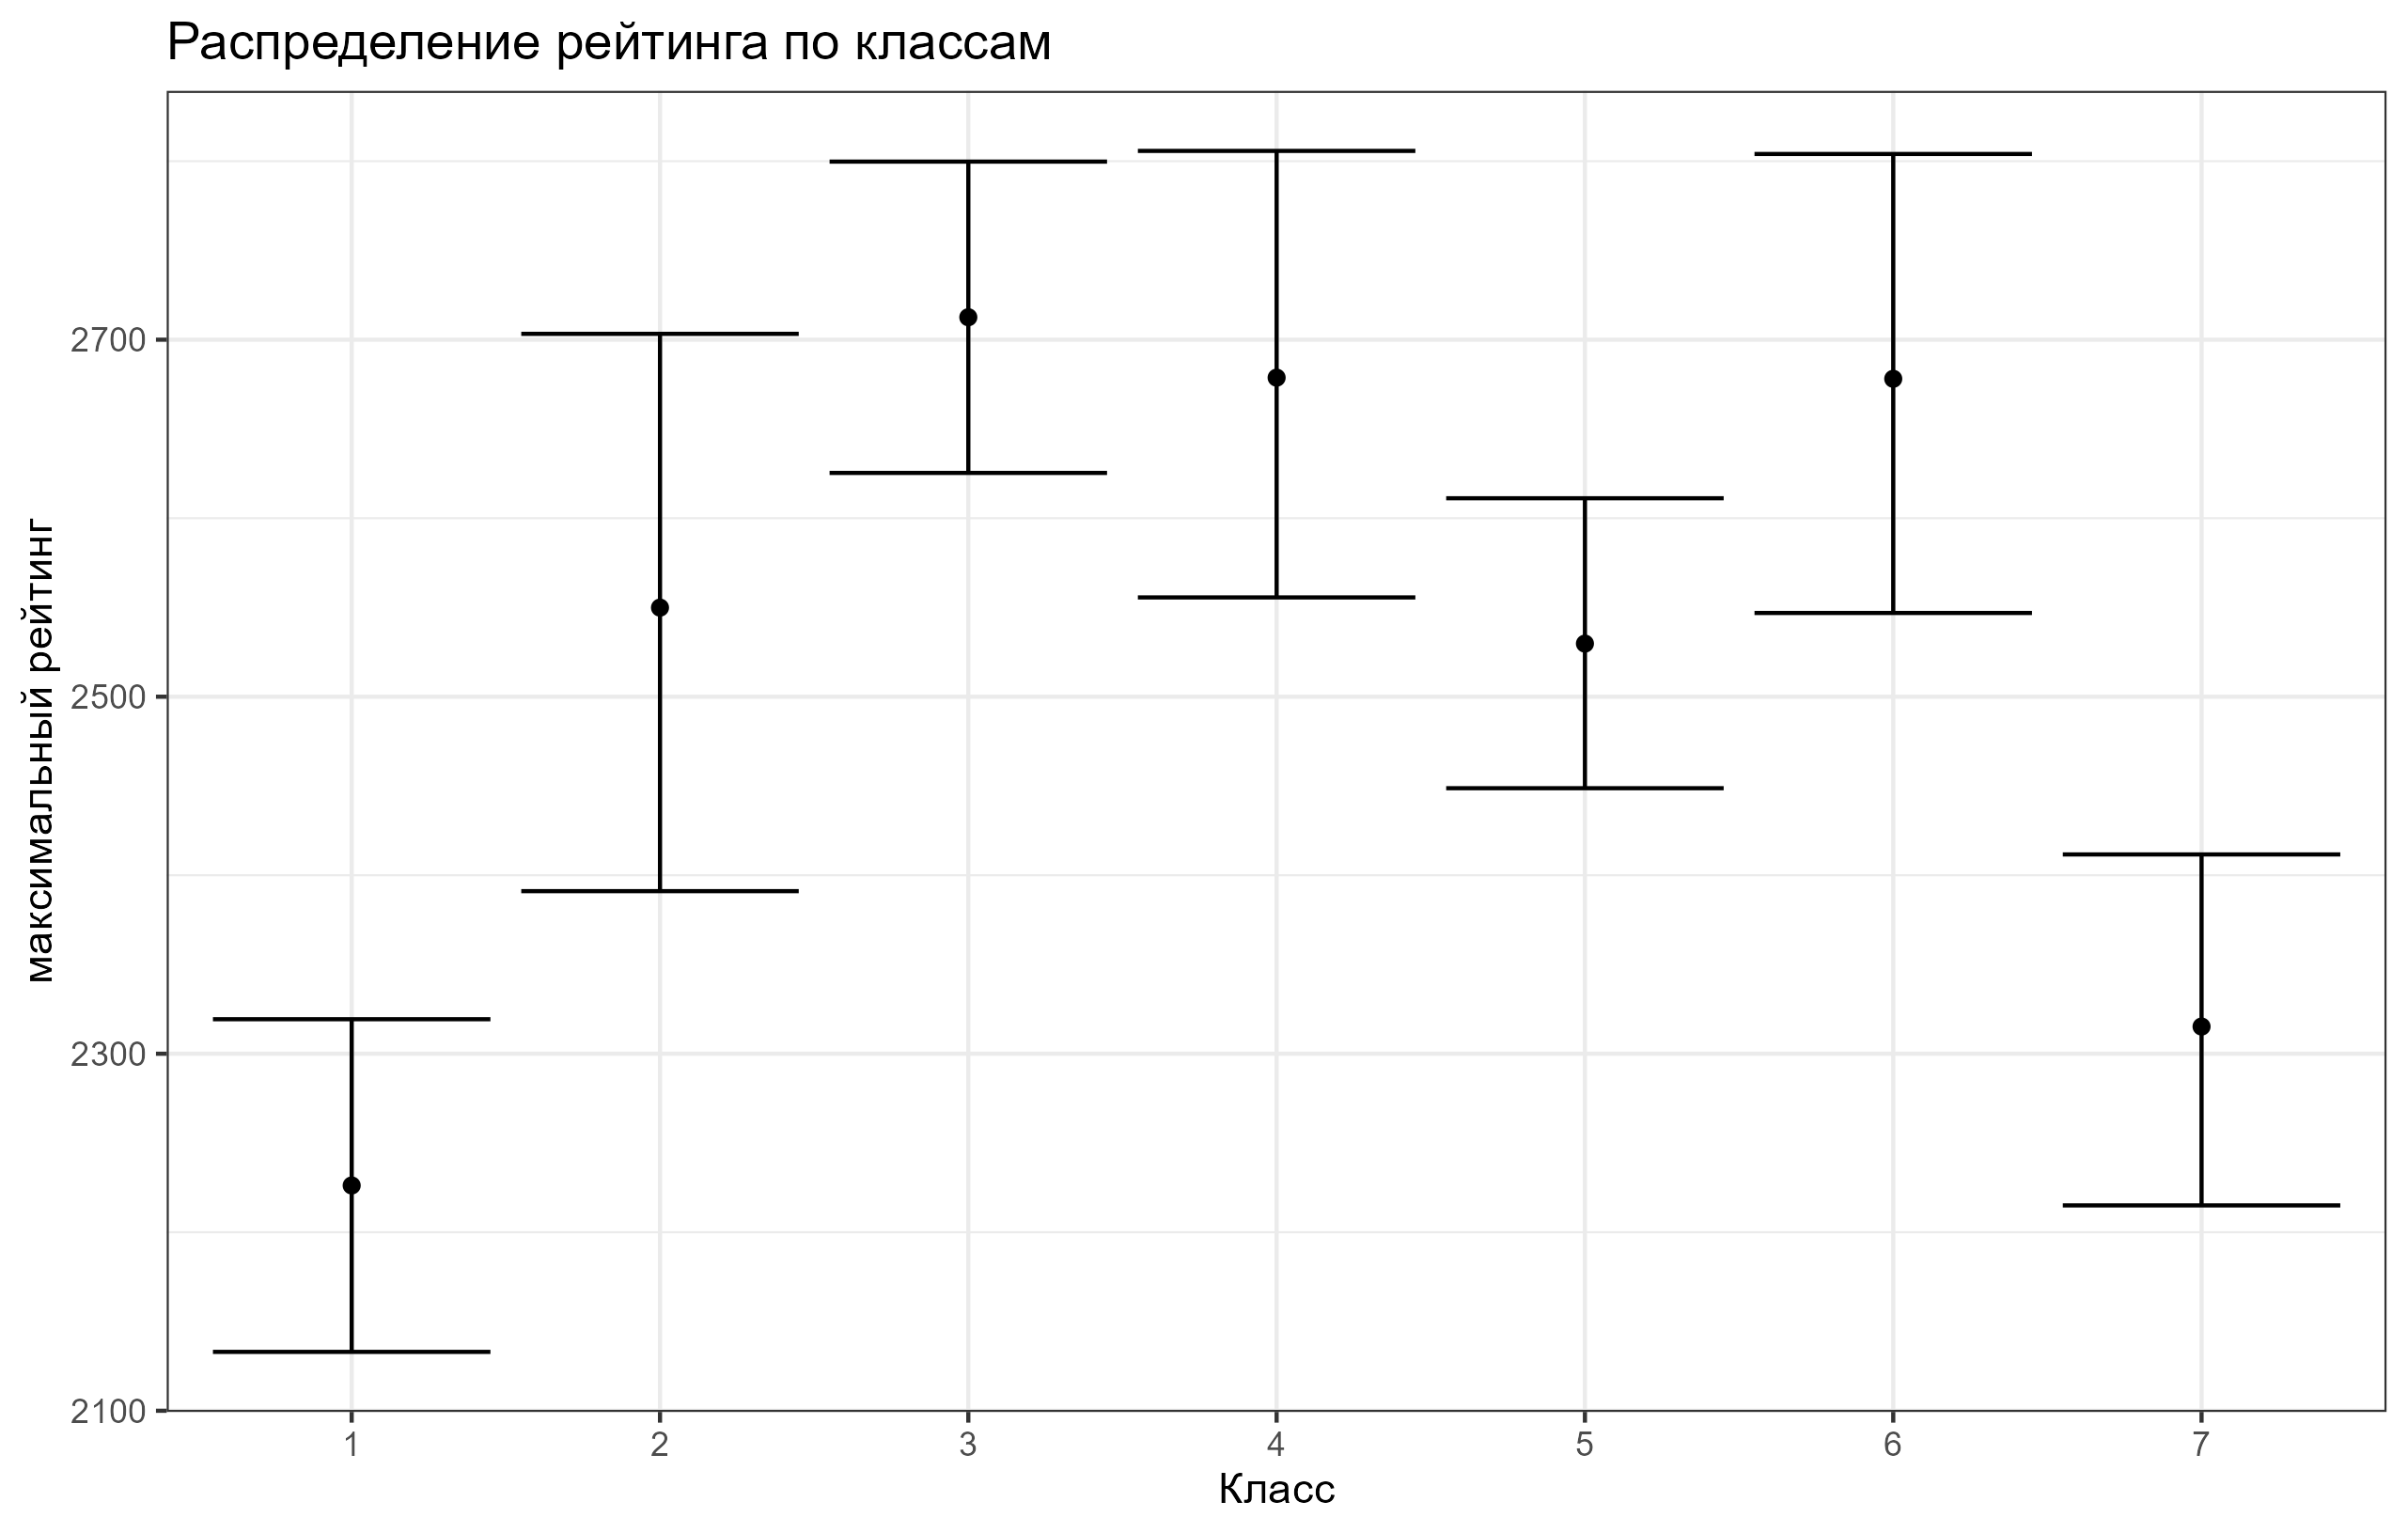 Распределение рейтинга по классам
максимальный рейтинг
2700
2500
2300
2100
1 2 3 4 5 6 7
Класс